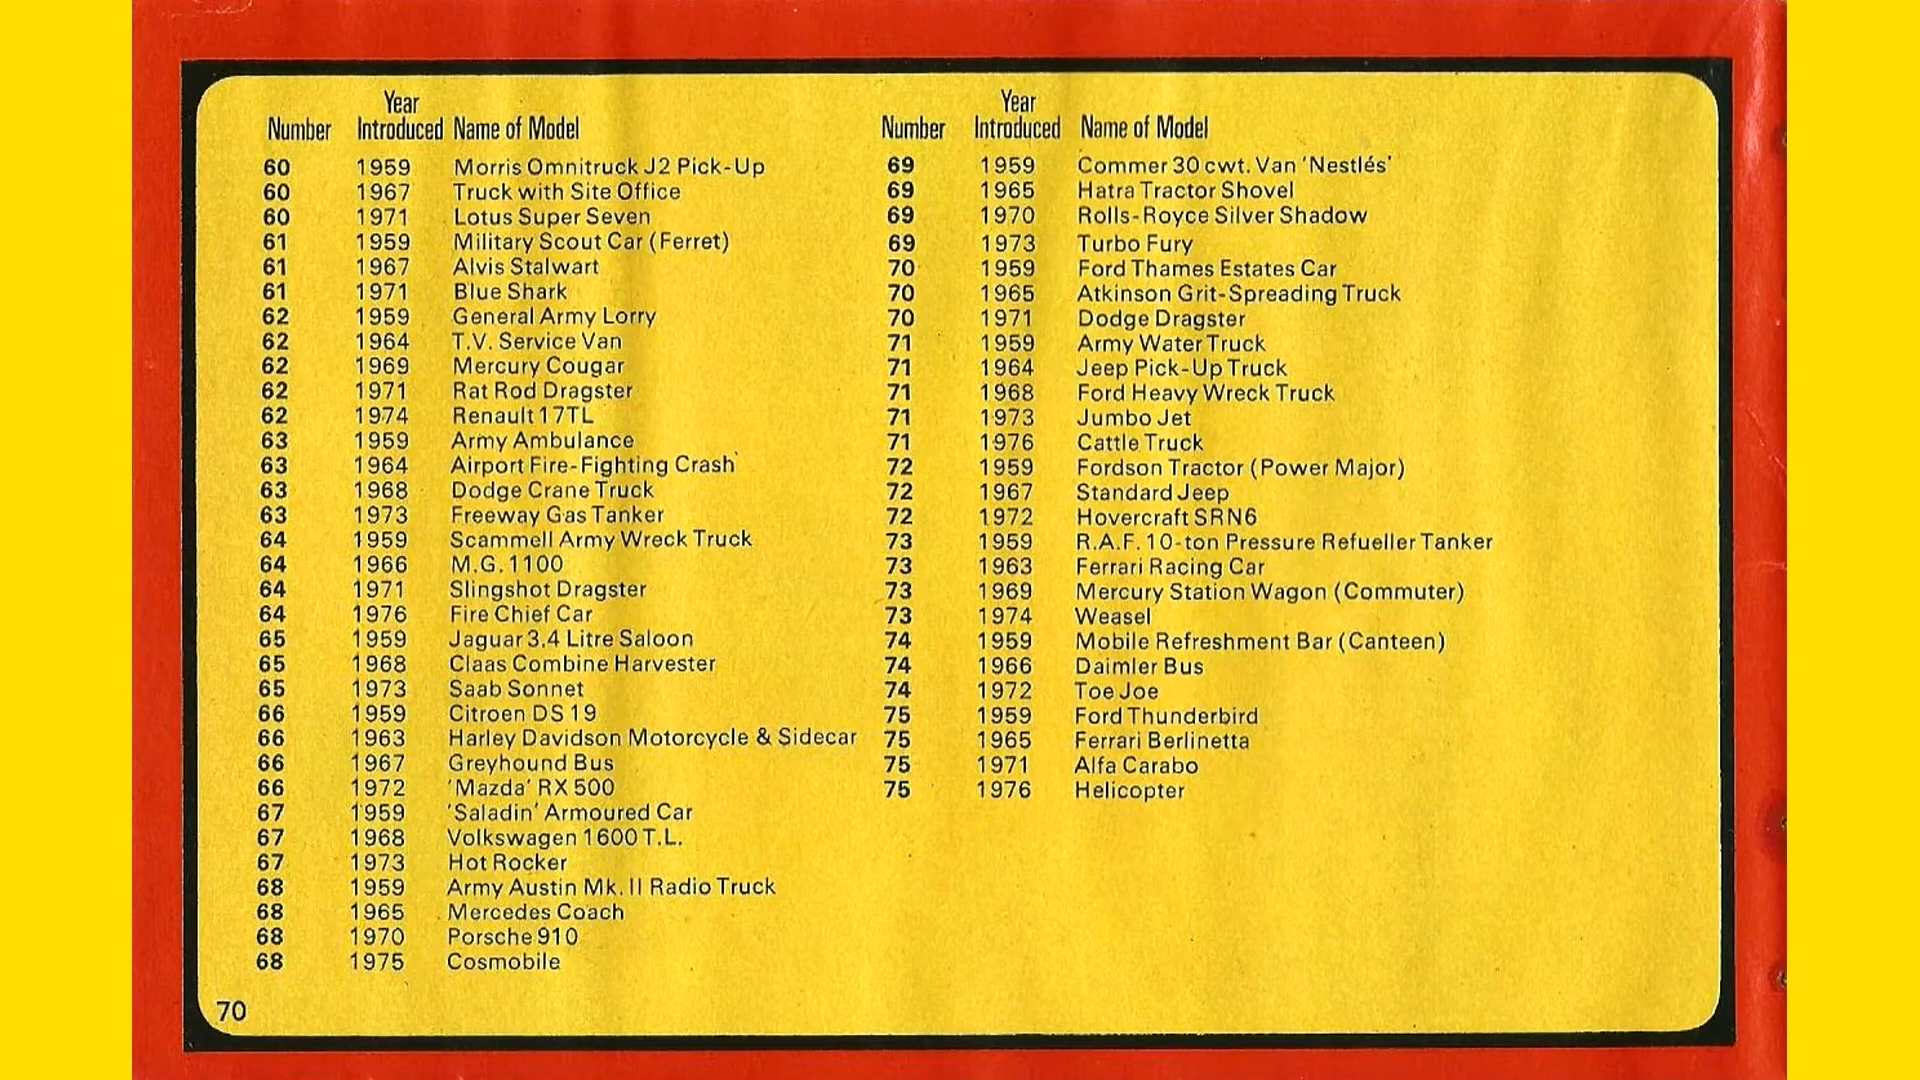 Number Year Introduced Name of Model
60 1959 Morris Omnitruck J2 Pick-Up
60 1967 Truck with Site Office
60 1971 Lotus Super Seven
61 1959 Military Scout Car (Ferret)
61 1967 Alvis Stalwart
61 1971 Blue Shark
62 1959 General Army Lorry
62 1964 T.V. Service Van
62 1969 Mercury Cougar
62 1971 Rat Rod Dragster
62 1974 Renault 17TL
63 1959 Army Ambulance
63 1964 Airport Fire-Fighting Crash
63 1968 Dodge Crane Truck
63 1973 Freeway Gas Tanker
64 1959 Scammell Army Wreck Truck
64 1966 M.G. 1100
64 1971 Slingshot Dragster
64 1976 Fire Chief Car
65 1959 Jaguar 3.4 Litre Saloon
65 1968 Claas Combine Harvester
65 1973 Saab Sonnet
66 1959 Citroen DS 19
66 1963 Harley Davidson Motorcycle & Sidecar
66 1967 Greyhound Bus
66 1972 'Mazda' RX 500
67 1959 'Saladin' Armoured Car
67 1968 Volkswagen 1600 T.L.
67 1973 Hot Rocker
68 1959 Army Austin Mk. II Radio Truck
68 1965 Mercedes Coach
68 1970 Porsche 910
68 1975 Cosmobile
Number Year Introduced Name of Model
69 1959 Commer 30 cwt. Van 'Nestlés'
69 1965 Hatra Tractor Shovel
69 1970 Rolls-Royce Silver Shadow
69 1973 Turbo Fury
70 1959 Ford Thames Estates Car
70 1965 Atkinson Grit-Spreading Truck
70 1971 Dodge Dragster
71 1959 Army Water Truck
71 1964 Jeep Pick-Up Truck
71 1968 Ford Heavy Wreck Truck
71 1973 Jumbo Jet
71 1976 Cattle Truck
72 1959 Fordson Tractor (Power Major)
72 1967 Standard Jeep
72 1972 Hovercraft SRN6
73 1959 R.A.F. 10-ton Pressure Refueller Tanker
73 1963 Ferrari Racing Car
73 1969 Mercury Station Wagon (Commuter)
73 1974 Weasel
74 1959 Mobile Refreshment Bar (Canteen)
74 1966 Daimler Bus
74 1972 Toe Joe
75 1959 Ford Thunderbird
75 1965 Ferrari Berlinetta
75 1971 Alfa Carabo
75 1976 Helicopter
70